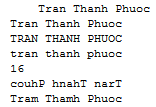 Tran Thanh Phuoc
Tran Thanh Phuoc
TRAN THANH PHUOC
tran thanh phuoc
16
couhP hnahT narT
Tram Thamh Phuoc